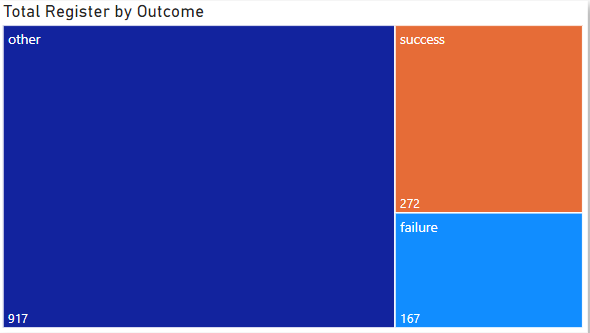 Total Register by Outcome
other
917
success
272
failure
167